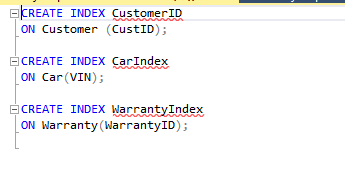 CREATE INDEX CustomerID
ON Customer (CustID);
CREATE INDEX CarIndex
ON Car(VIN);
CREATE INDEX WarrantyIndex
ON Warranty(WarrantyID);